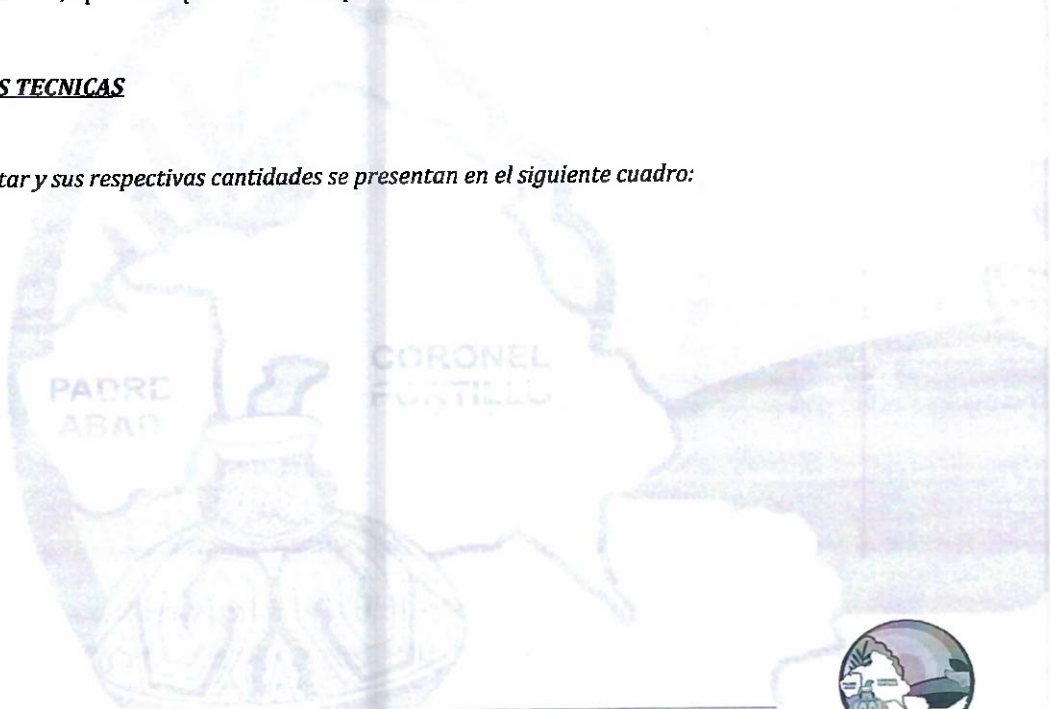 S TECNICAS
tar y sus respectivas cantidades se presentan en el siguiente cuadro:
CORONEL
PORTILLO
PADRE
ABAD